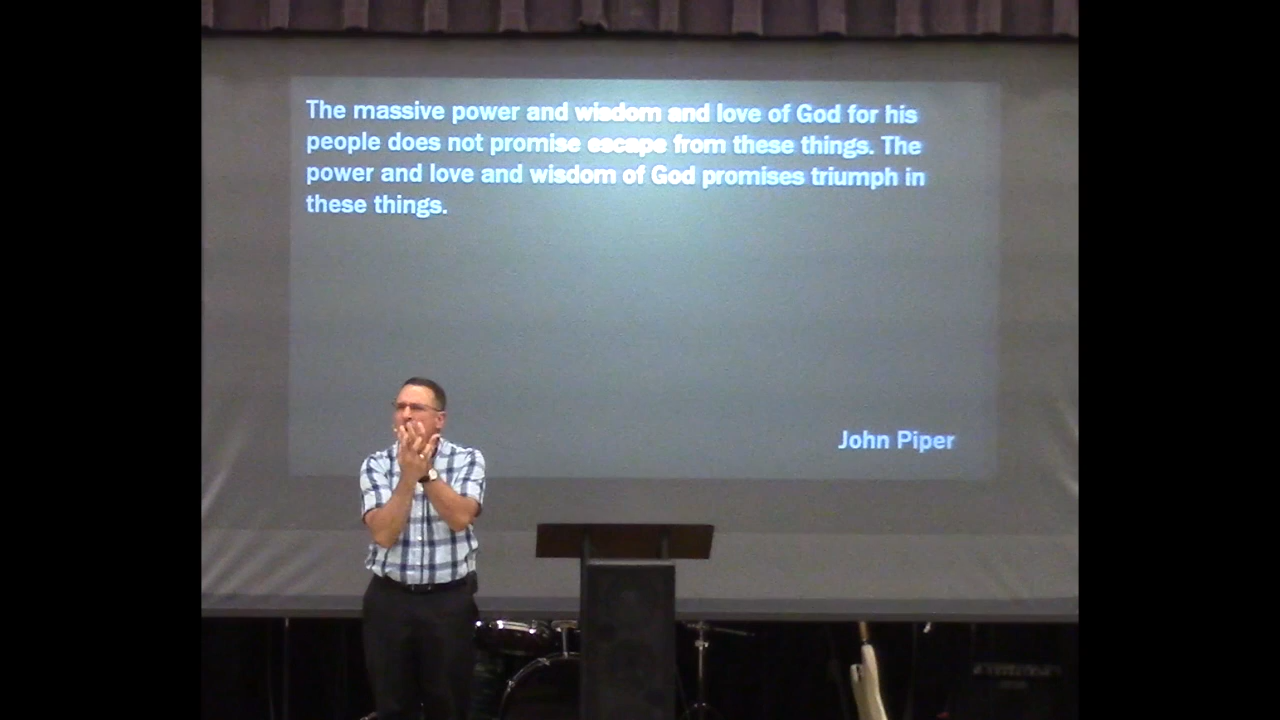 The massive power and wisdom and love of God for his
people does not promise escape from these things. The
power and love and wisdom of God promises triumph in
these things.
John Piper